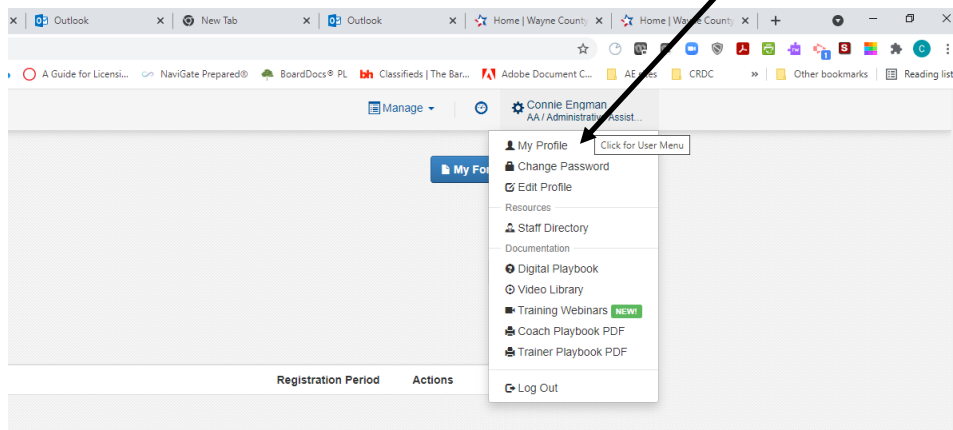 Outlook
New Tab
Outlook
Home | Wayne County
Home | Wayne County
A Guide for Licensi...
NaviGate Prepared®
BoardDocs® PL
bh Classifieds | The Bar...
Adobe Document C...
AE sites
CRDC
»
Other bookmarks
Reading list
Manage
Connie Engman
AA / Administrative Assist...
My Profile
Click for User Menu
Change Password
My For
Edit Profile
Resources
Staff Directory
Documentation
Digital Playbook
Video Library
Training Webinars NEW!
Coach Playbook PDF
Trainer Playbook PDF
Registration Period Actions
Log Out